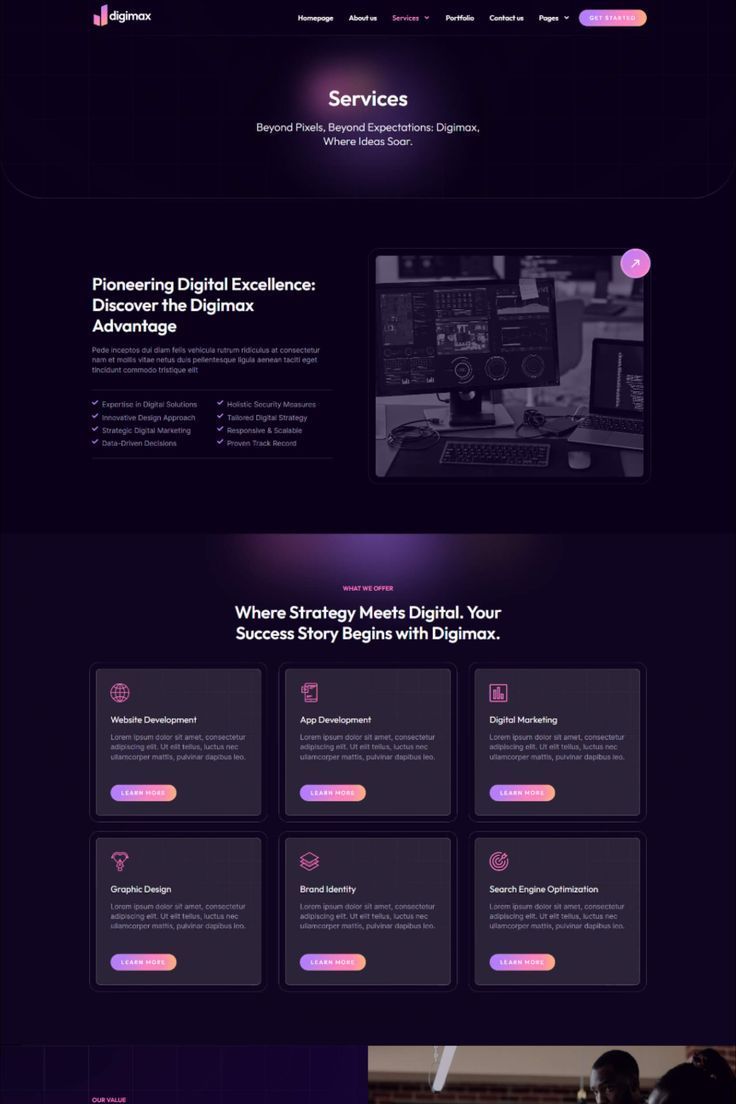 digimax
Homepage About us Services Portfolio Contact us Pages GET STARTED
Services
Beyond Pixels, Beyond Expectations: Digimax,
Where Ideas Soar.
Pioneering Digital Excellence:
Discover the Digimax
Advantage
Pede inceptos dui diam felis vehicula rutrum ridiculus at consectetur
nam et mollis vitae netus duis pellentesque ligula aenean taciti eget
tincidunt commodo tristique elit
Expertise in Digital Solutions
Innovative Design Approach
Strategic Digital Marketing
Data-Driven Decisions
Holistic Security Measures
Tailored Digital Strategy
Responsive & Scalable
Proven Track Record
WHAT WE OFFER
Where Strategy Meets Digital. Your
Success Story Begins with Digimax.
Website Development
Lorem ipsum dolor sit amet, consectetur
adipiscing elit. Ut elit tellus, luctus nec
ullamcorper mattis, pulvinar dapibus leo.
LEARN MORE
App Development
Lorem ipsum dolor sit amet, consectetur
adipiscing elit. Ut elit tellus, luctus nec
ullamcorper mattis, pulvinar dapibus leo.
LEARN MORE
Digital Marketing
Lorem ipsum dolor sit amet, consectetur
adipiscing elit. Ut elit tellus, luctus nec
ullamcorper mattis, pulvinar dapibus leo.
LEARN MORE
Graphic Design
Lorem ipsum dolor sit amet, consectetur
adipiscing elit. Ut elit tellus, luctus nec
ullamcorper mattis, pulvinar dapibus leo.
LEARN MORE
Brand Identity
Lorem ipsum dolor sit amet, consectetur
adipiscing elit. Ut elit tellus, luctus nec
ullamcorper mattis, pulvinar dapibus leo.
LEARN MORE
Search Engine Optimization
Lorem ipsum dolor sit amet, consectetur
adipiscing elit. Ut elit tellus, luctus nec
ullamcorper mattis, pulvinar dapibus leo.
LEARN MORE
OUR VALUE